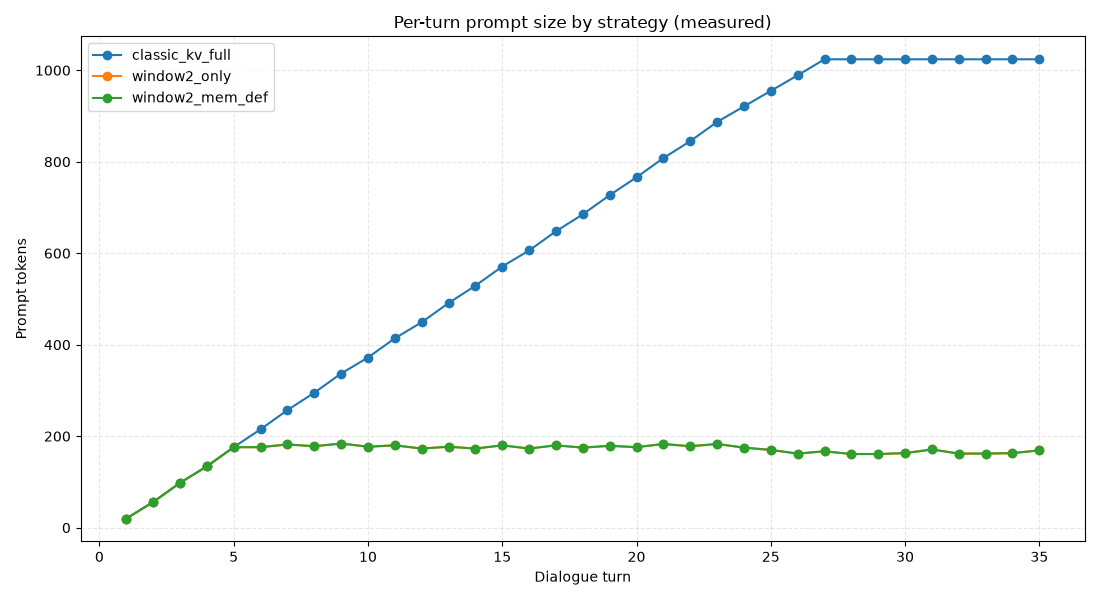 Per-turn prompt size by strategy (measured)
classic_kv_full
window2_only
window2_mem_def
Prompt tokens
1000
800
600
400
200
0
0 5 10 15 20 25 30 35
Dialogue turn